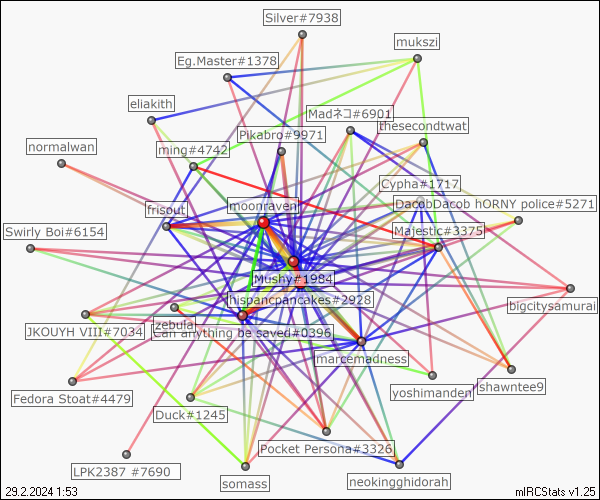 Silver#7938
mukszi
Eg.Master#1378
eliakith
Madネコ#6901
thesecondtwat
Pikabro#9971
normalwan
ming#4742
Cypha#1717
DacobDacob hORNY police#5271
moonraven
frisout
Swirly Boi#6154
Majestic#3375
Mushy#1984
hispancpancakes#2928
bigcitysamurai
JKOUYH VIII#7034
zebula
Can anything be saved#0396
marcemadness
Fedora Stoat#4479
yoshimanden
shawntee9
Duck#1245
Pocket Persona#3326
LPK2387 #7690
somass
neokingghidorah
29.2.2024 1:53
mIRCStats v1.25